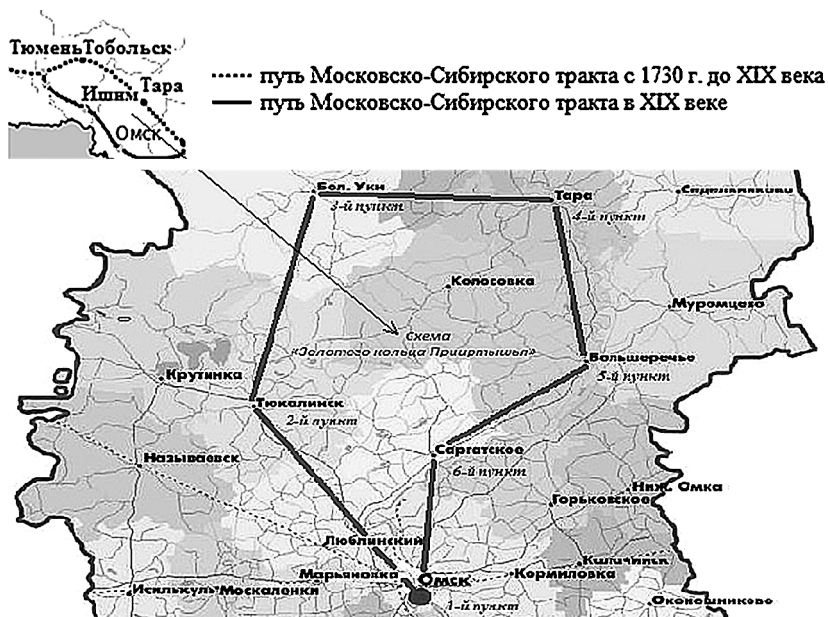 Тюмень Тобольск
Ишим Тара
Омск
путь Московско-Сибирского тракта с 1730 г. до XIX века
путь Московско-Сибирского тракта в XIX веке
Бол. Уки
3-й пункт
Тара
4-й пункт
Седельниково
Колосовка
Муромцево
схема
«Золотого кольца Прииртышья»
Большеречье
5-й пункт
Крутинка
Тюкалинск
2-й пункт
Саргатское
6-й пункт
Называевск
Ниж. Омка
Горьковское
Люблинский
Калачинск
Марьяновка
Омск
Кормиловка
Исилькуль
Москаленки
1-й пункт
Оконешниково